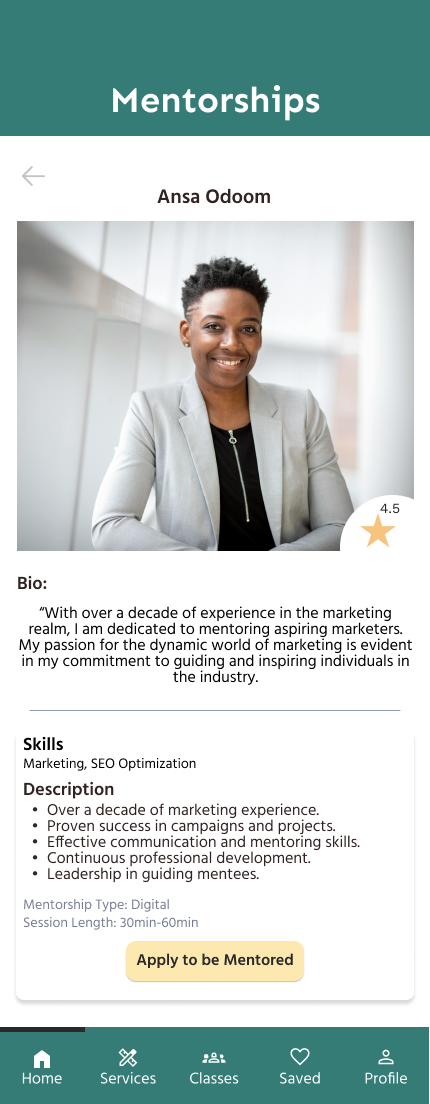 Mentorships
Ansa Odoom
4.5
Bio:
“With over a decade of experience in the marketing
realm, I am dedicated to mentoring aspiring marketers.
My passion for the dynamic world of marketing is evident
in my commitment to guiding and inspiring individuals in
the industry.
Skills
Marketing, SEO Optimization
Description
• Over a decade of marketing experience.
• Proven success in campaigns and projects.
• Effective communication and mentoring skills.
• Continuous professional development.
• Leadership in guiding mentees.
Mentorship Type: Digital
Session Length: 30min-60min
Apply to be Mentored
Home Services Classes Saved Profile